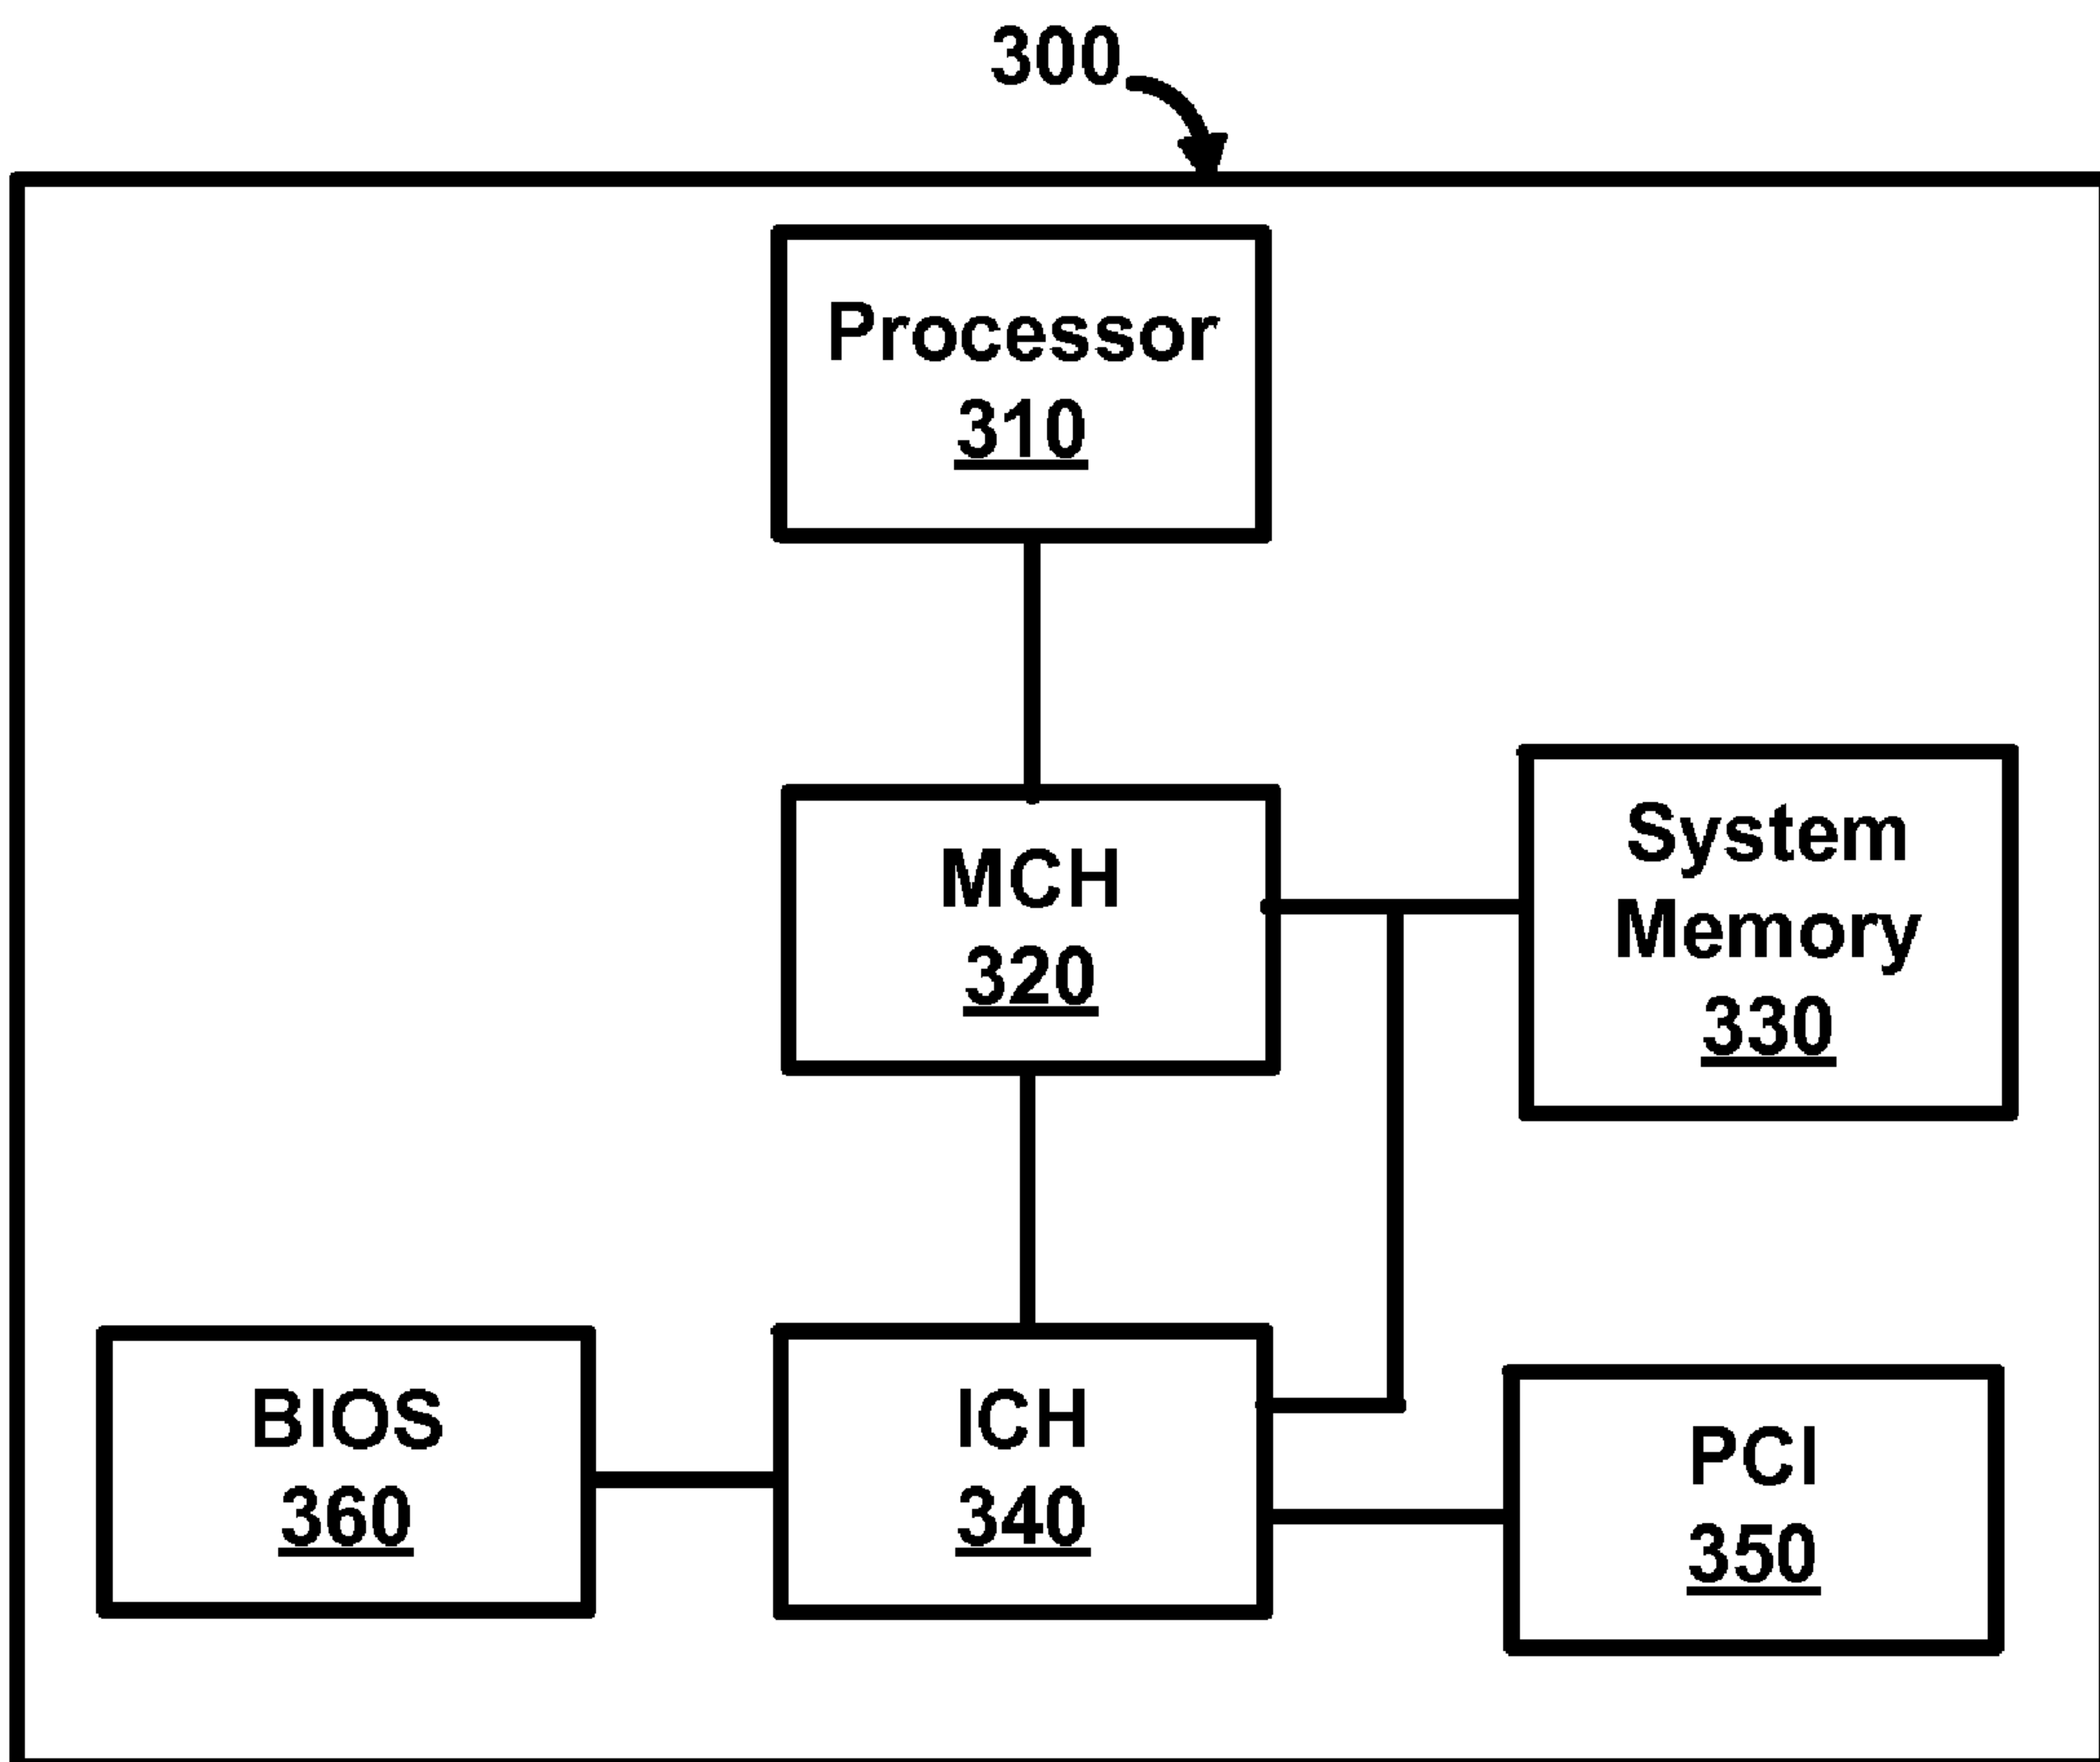 300
Processor
310
MCH
320
System
Memory
330
BIOS
360
ICH
340
PCI
350